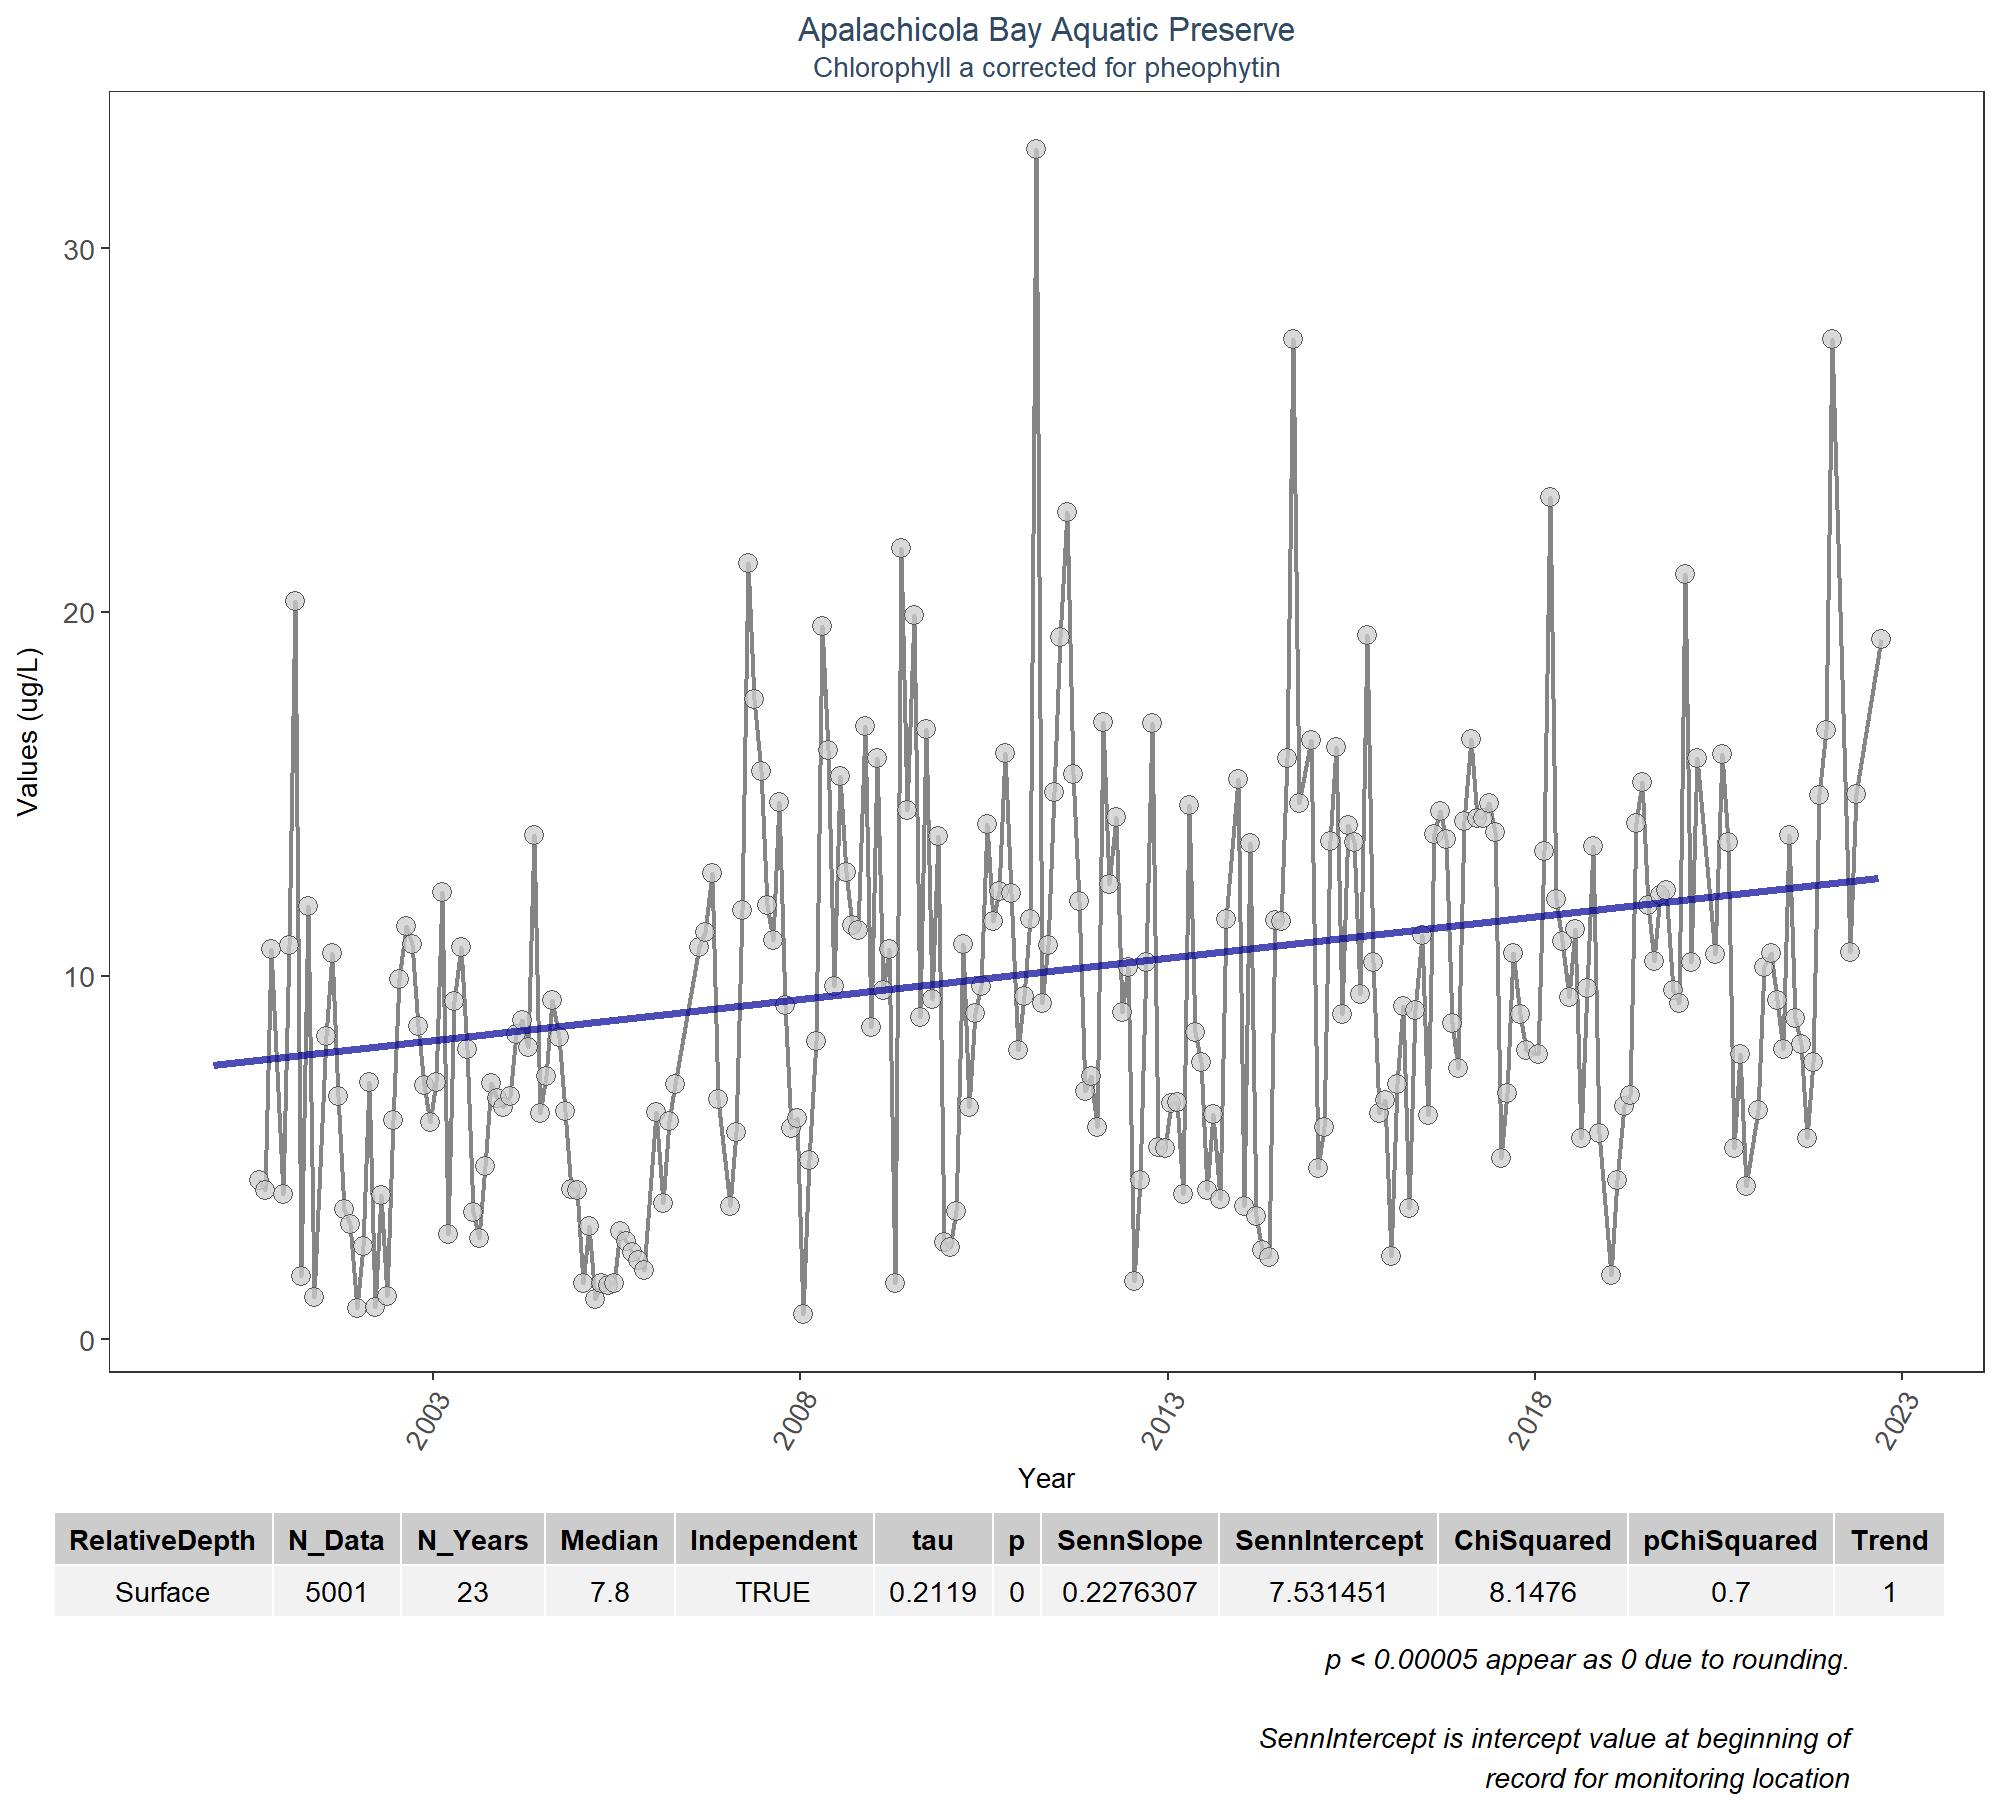 Apalachicola Bay Aquatic Preserve
Chlorophyll a corrected for pheophytin
Values (ug/L)
30
20
10
0
2003 2008 2013 2018 2023
Year
RelativeDepth N_Data N_Years Median Independent tau p SennSlope SennIntercept ChiSquared pChiSquared Trend
Surface 5001 23 7.8 TRUE 0.2119 0 0.2276307 7.531451 8.1476 0.7 1
p < 0.00005 appear as 0 due to rounding.
SennIntercept is intercept value at beginning of
record for monitoring location